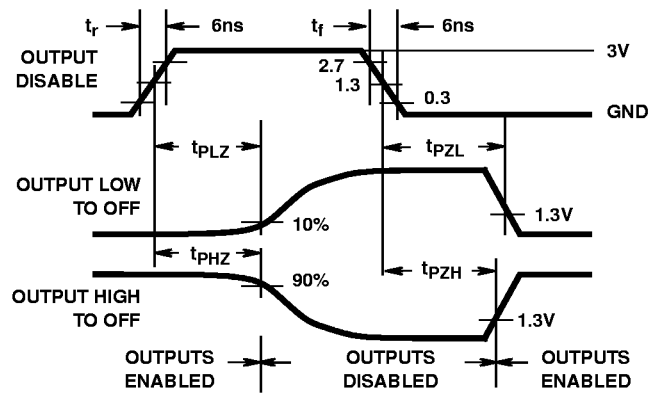 tr 6ns tf 6ns
OUTPUT DISABLE
3V
2.7
1.3
0.3
GND
tPLZ tPZL
OUTPUT LOW TO OFF
10%
1.3V
tPHZ tPZH
90%
OUTPUT HIGH TO OFF
1.3V
OUTPUTS ENABLED
OUTPUTS DISABLED
OUTPUTS ENABLED